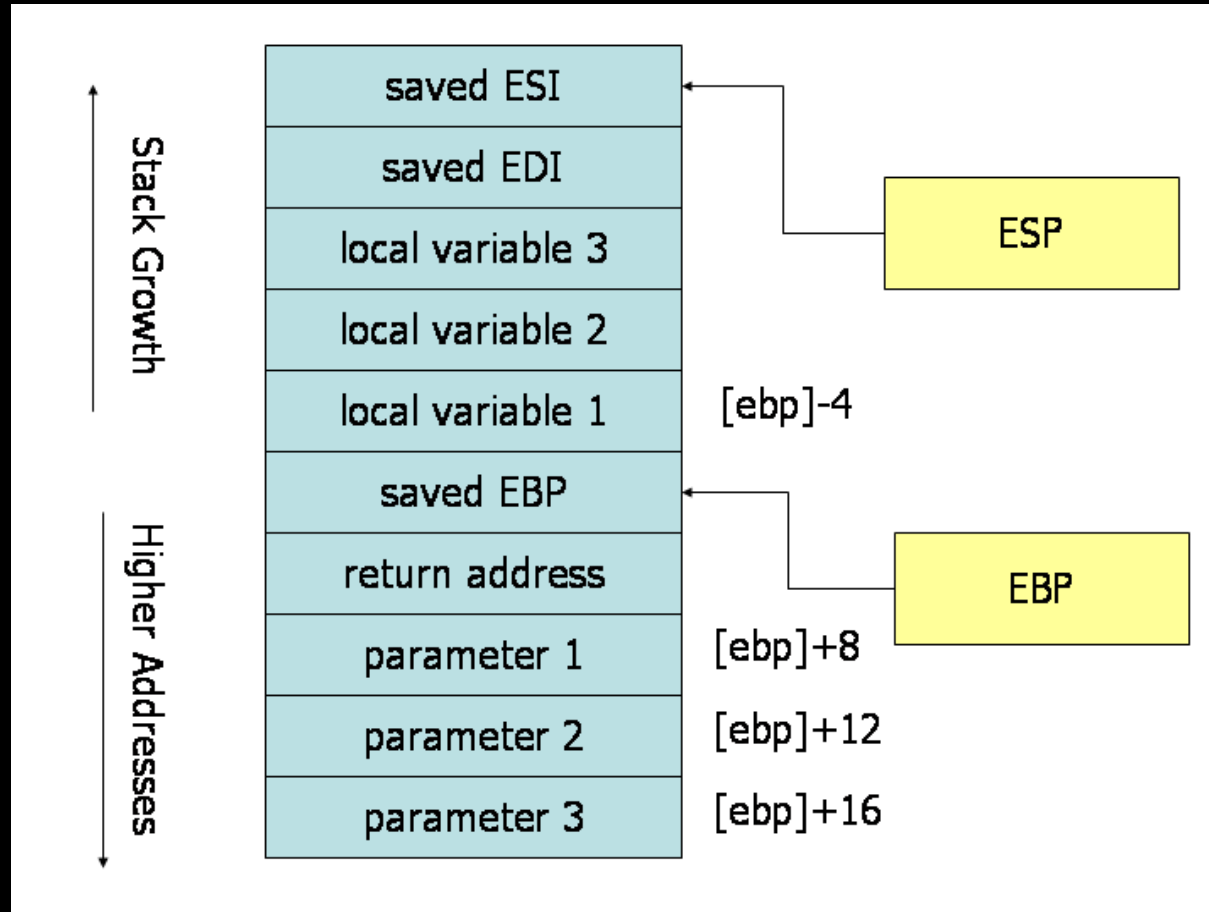 saved ESI
saved EDI
local variable 3
local variable 2
local variable 1
saved EBP
return address
parameter 1
parameter 2
parameter 3
Stack Growth
Higher Addresses
[ebp]-4
[ebp]+8
[ebp]+12
[ebp]+16
ESP
EBP